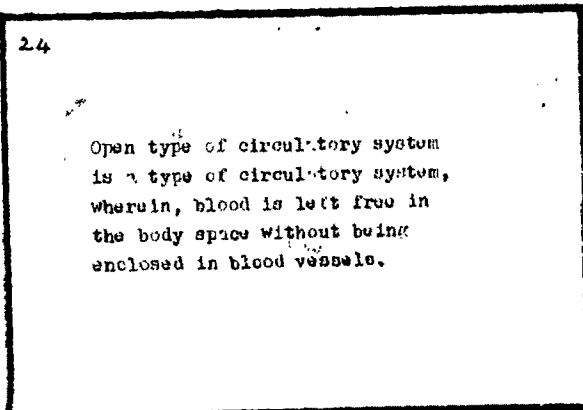 24
Open type of circulatory system
is a type of circulatory system,
wherein, blood is left free in
the body space without being
enclosed in blood vessels.